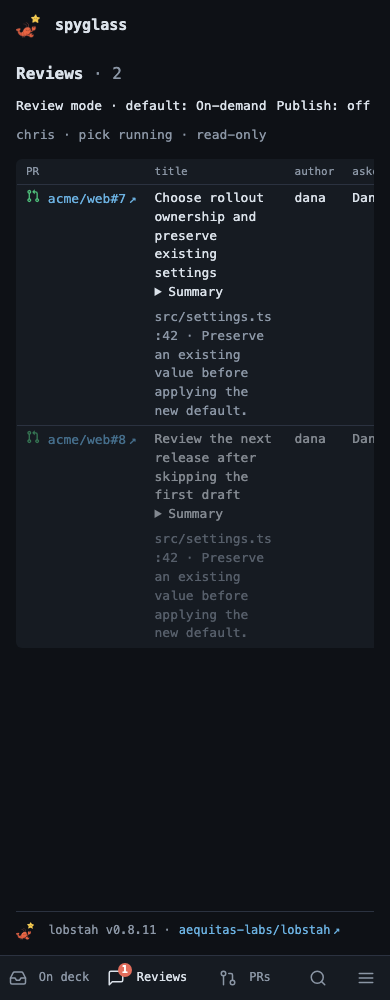 spyglass
Reviews · 2
Review mode · default: On-demand Publish: off
chris · pick running · read-only
PR title author aske
acme/web#7↗ Choose rollout dana Dan
ownership and
preserve
existing
settings
▶ Summary
src/settings.ts
:42 · Preserve
an existing
value before
applying the
new default.
acme/web#8↗ Review the next dana Dan
release after
skipping the
first draft
▶ Summary
src/settings.ts
:42 · Preserve
an existing
value before
applying the
new default.
lobstah v0.8.11 · aequitas-labs/lobstah↗
On deck 1 Reviews PRs